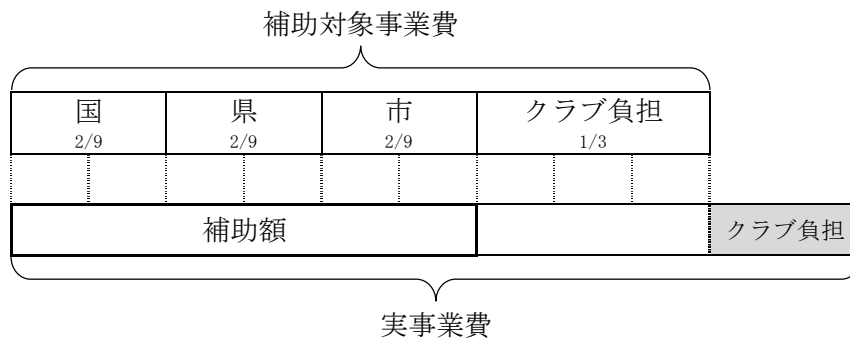 補助対象事業費
国 県 市 クラブ負担
2/9 2/9 2/9 1/3
補助額 クラブ負担
実事業費